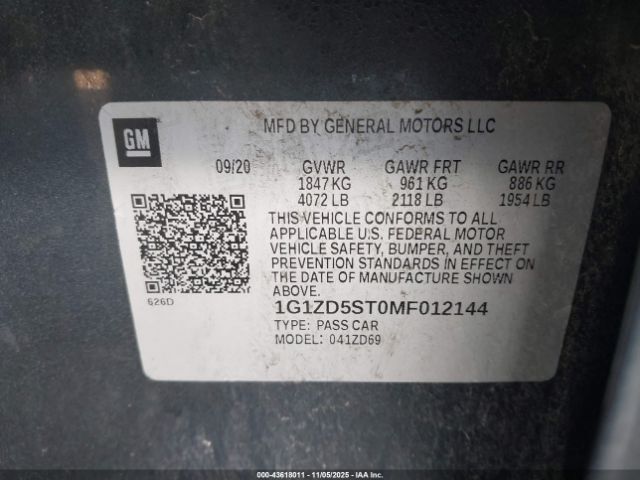 GM
MFD BY GENERAL MOTORS LLC
09/20 GVWR GAWR FRT GAWR RR
1847 KG 961 KG 886 KG
4072 LB 2118 LB 1954 LB
THIS VEHICLE CONFORMS TO ALL
APPLICABLE U.S. FEDERAL MOTOR
VEHICLE SAFETY, BUMPER, AND THEFT
PREVENTION STANDARDS IN EFFECT ON
THE DATE OF MANUFACTURE SHOWN
ABOVE.
626D
1G1ZD5ST0MF012144
TYPE: PASS CAR
MODEL: 041ZD69
000-43618011 - 11/05/2025 - IAA Inc.